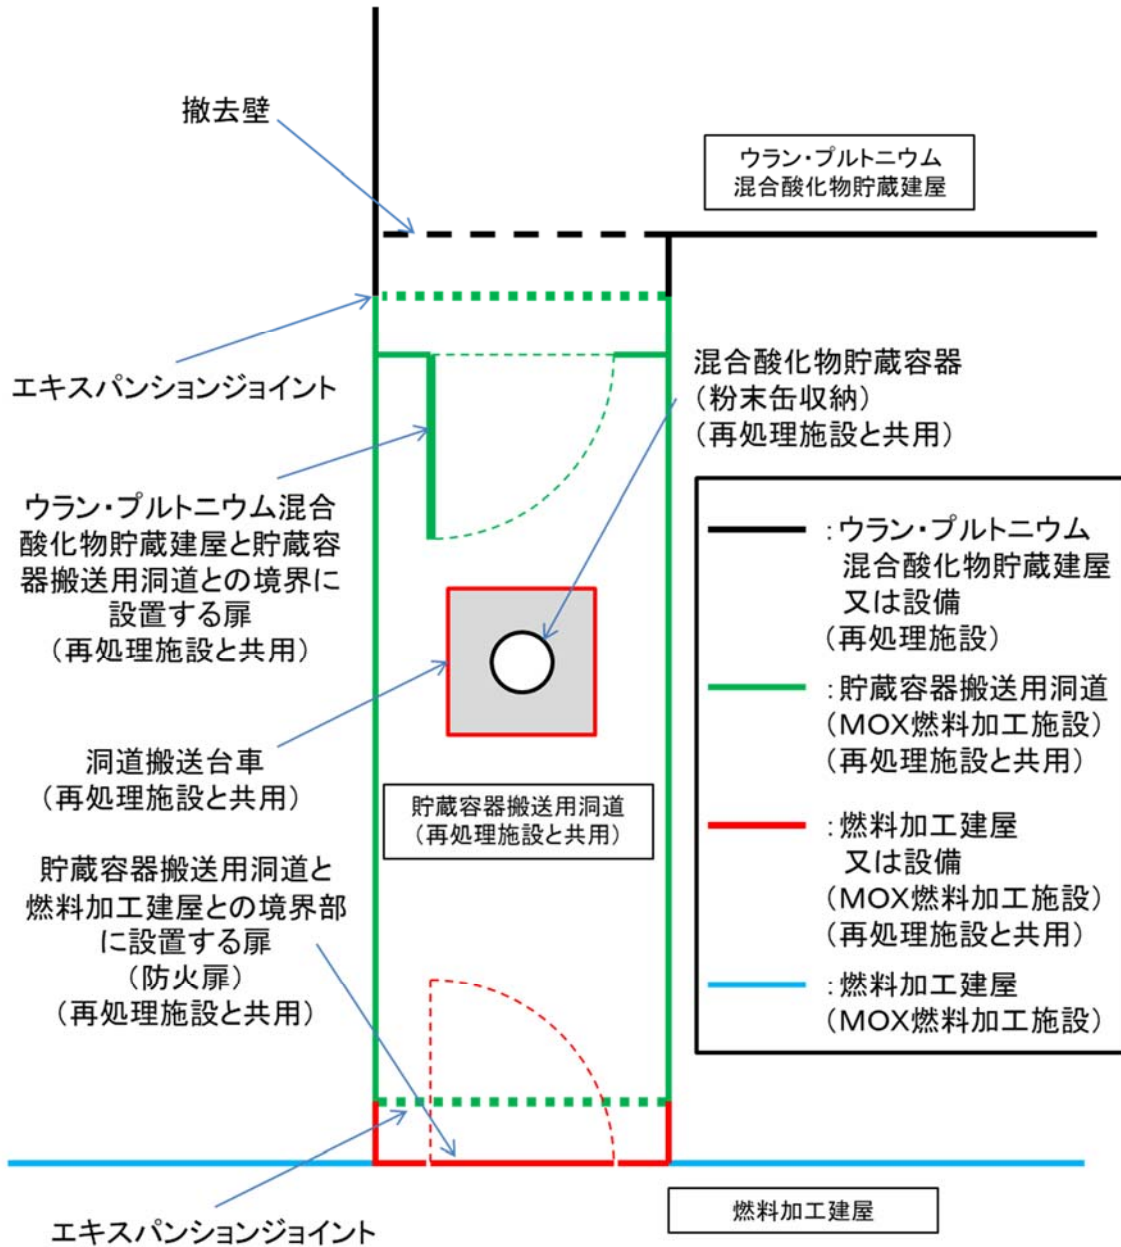 撤去壁
ウラン・プルトニウム
混合酸化物貯蔵建屋
エキスパンションジョイント
混合酸化物貯蔵容器
（粉末缶収納）
（再処理施設と共用）
ウラン・プルトニウム混合
酸化物貯蔵建屋と貯蔵容
器搬送用洞道との境界に
設置する扉
（再処理施設と共用）
洞道搬送台車
（再処理施設と共用）
貯蔵容器搬送用洞道
（再処理施設と共用）
貯蔵容器搬送用洞道と
燃料加工建屋との境界部
に設置する扉
（防火扉）
（再処理施設と共用）
：ウラン・プルトニウム
混合酸化物貯蔵建屋
又は設備
（再処理施設）
：貯蔵容器搬送用洞道
（MOX燃料加工施設）
（再処理施設と共用）
：燃料加工建屋
又は設備
（MOX燃料加工施設）
（再処理施設と共用）
：燃料加工建屋
（MOX燃料加工施設）
エキスパンションジョイント
燃料加工建屋